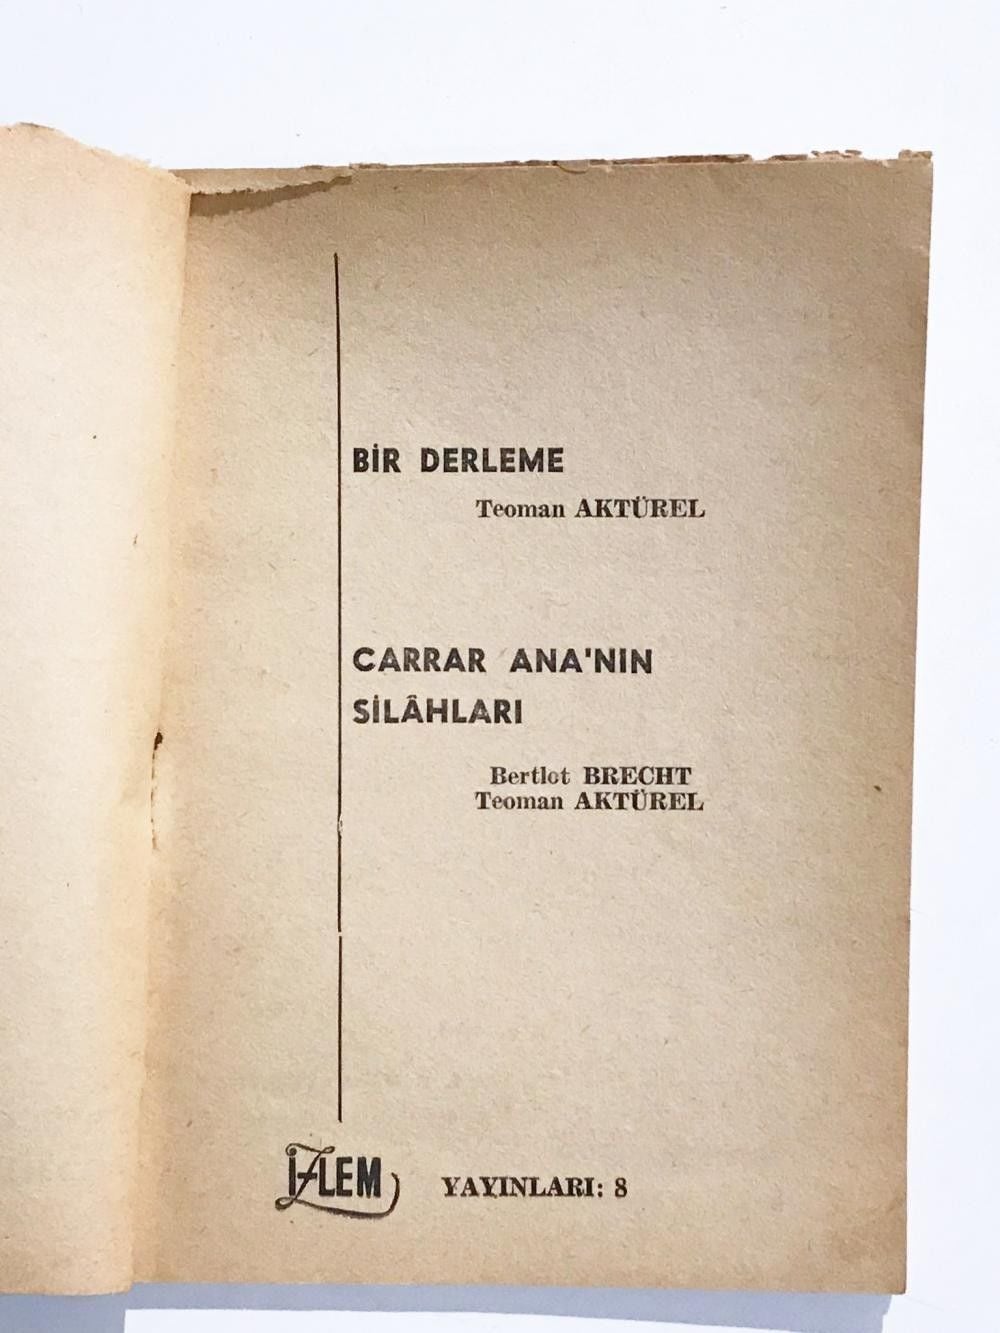 BİR DERLEME
Teoman AKTÜREL
CARRAR ANA'NIN
SİLÂHLARI
Bertlot BRECHT
Teoman AKTÜREL
İZLEM YAYINLARI: 8